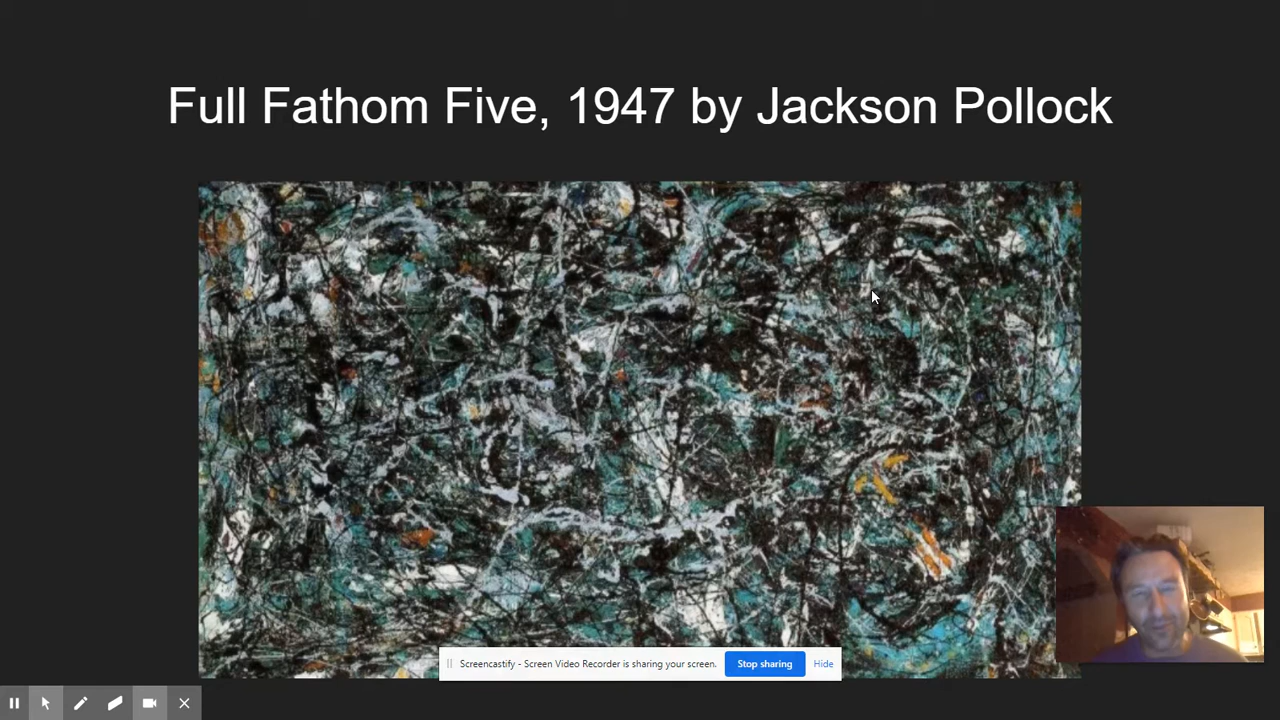 Full Fathom Five, 1947 by Jackson Pollock
Screencastify - Screen Video Recorder is sharing your screen. Stop sharing Hide